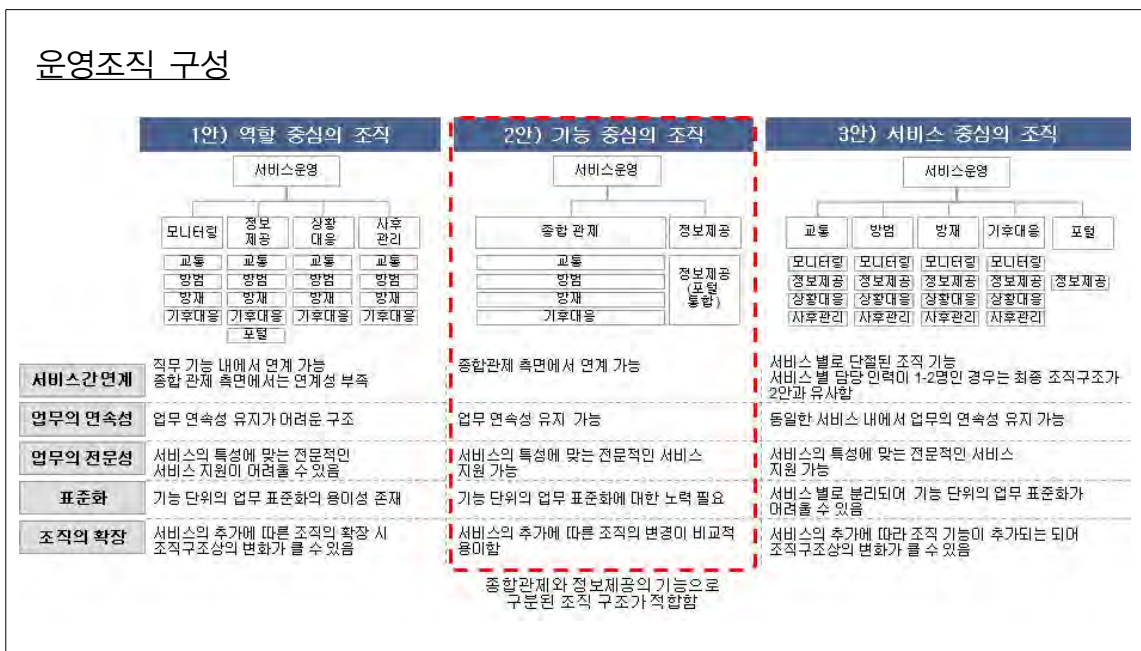 운영조직 구성
1안) 역할 중심의 조직
서비스운영
모니터링
정보
제공
상황
대응
사후
관리
교통
교통
교통
교통
방범
방범
방범
방범
방재
방재
방재
방재
기후대응
기후대응
기후대응
기후대응
포털
2안) 기능 중심의 조직
서비스운영
종합 관제
정보제공
교통
방범
방재
기후대응
정보제공
(포털
통합)
3안) 서비스 중심의 조직
서비스운영
교통
방범
방재
기후대응
포털
모니터링
모니터링
모니터링
모니터링
정보제공
정보제공
정보제공
정보제공
정보제공
상황대응
상황대응
상황대응
상황대응
사후관리
사후관리
사후관리
사후관리
서비스간연계
직무 기능 내에서 연계 가능
종합 관제 측면에서는 연계성 부족
종합관제 측면에서 연계 가능
서비스 별로 단절된 조직 기능
서비스 별 담당 인력이 1-2명인 경우는 최종 조직구조가
2안과 유사함
업무의 연속성
업무 연속성 유지가 어려운 구조
업무 연속성 유지 가능
동일한 서비스 내에서 업무의 연속성 유지 가능
업무의 전문성
서비스의 특성에 맞는 전문적인
서비스 지원이 어려울 수 있음
서비스의 특성에 맞는 전문적인 서비스
지원 가능
서비스의 특성에 맞는 전문적인 서비스
지원 가능
표준화
기능 단위의 업무 표준화의 용이성 존재
기능 단위의 업무 표준화에 대한 노력 필요
서비스 별로 분리되어 기능 단위의 업무 표준화가
어려울 수 있음
조직의 확장
서비스의 추가에 따른 조직의 확장 시
조직구조상의 변화가 클 수 있음
서비스의 추가에 따른 조직의 변경이 비교적
용이함
서비스의 추가에 따라 조직 기능이 추가되는 되어
조직구조상의 변화가 클 수 있음
종합관제와 정보제공의 기능으로
구분된 조직 구조가 적합함